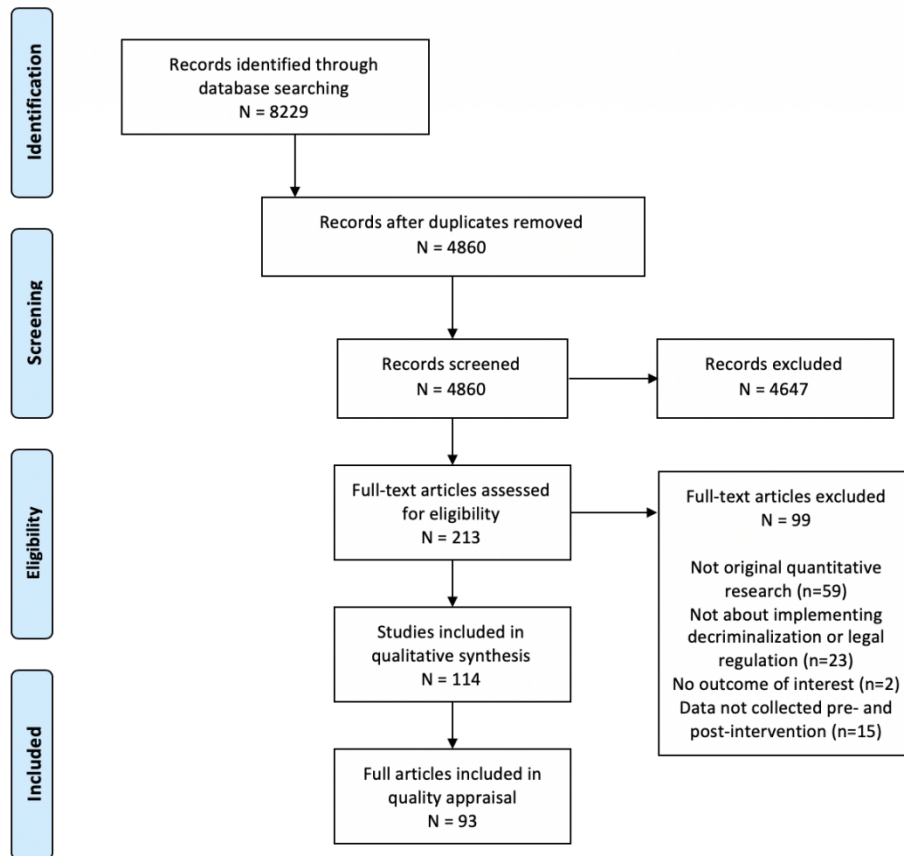 Identification
Records identified through
database searching
N = 8229
Records after duplicates removed
N = 4860
Screening
Records screened
N = 4860
Records excluded
N = 4647
Eligibility
Full-text articles assessed
for eligibility
N = 213
Full-text articles excluded
N = 99
Not original quantitative
research (n=59)
Not about implementing
decriminalization or legal
regulation (n=23)
No outcome of interest (n=2)
Data not collected pre- and
post-intervention (n=15)
Studies included in
qualitative synthesis
N = 114
Included
Full articles included in
quality appraisal
N = 93